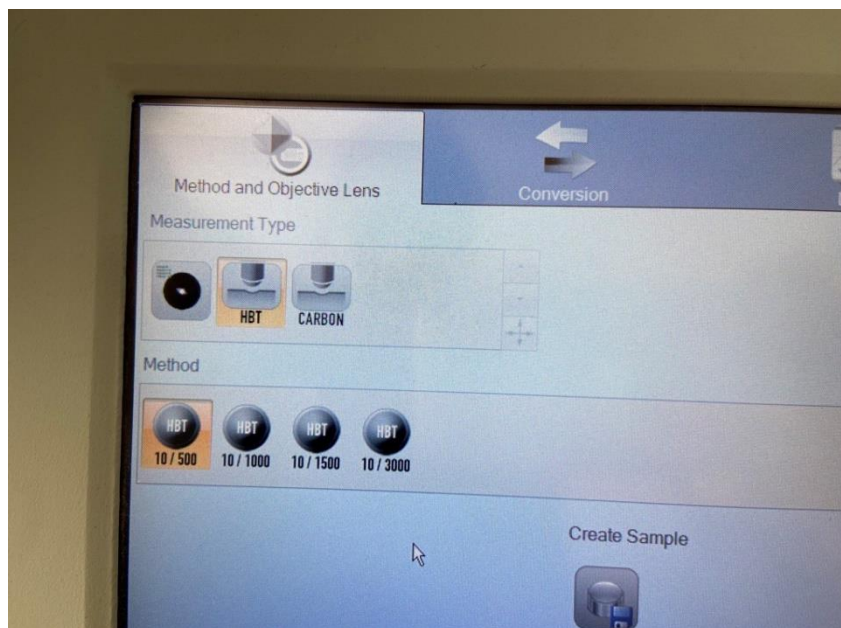 Method and Objective Lens
Conversion
Measurement Type
HBT
CARBON
Method
HBT
10 / 500
HBT
10 / 1000
HBT
10 / 1500
HBT
10 / 3000
Create Sample